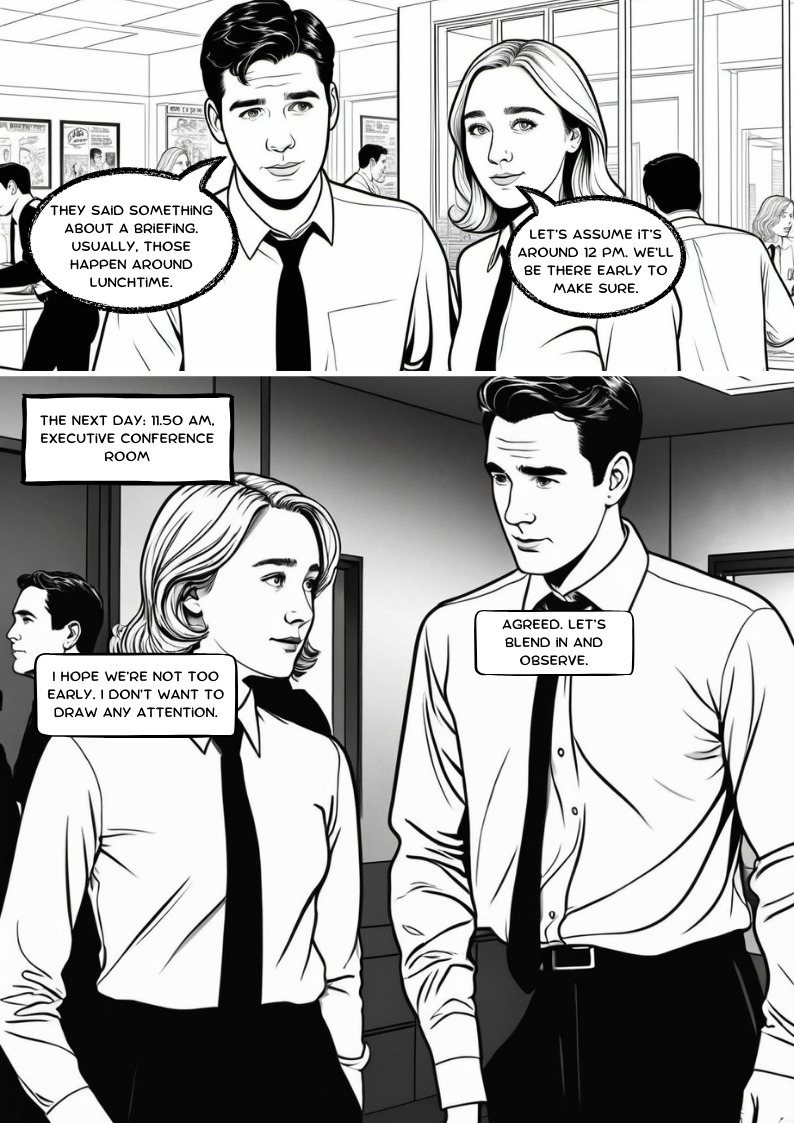 THEY SAID SOMETHING
ABOUT A BRIEFING.
USUALLY, THOSE
HAPPEN AROUND
LUNCHTIME.
LET'S ASSUME IT'S
AROUND 12 PM. WE'LL
BE THERE EARLY TO
MAKE SURE.
THE NEXT DAY: 11.50 AM,
EXECUTIVE CONFERENCE
ROOM
I HOPE WE'RE NOT TOO
EARLY. I DON'T WANT TO
DRAW ANY ATTENTION.
AGREED. LET'S
BLEND IN AND
OBSERVE.